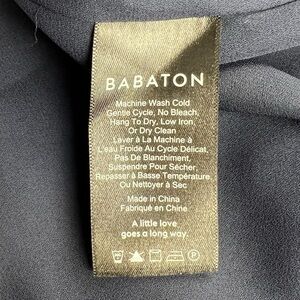 BABATON
Machine Wash Cold
Gentle Cycle, No Bleach,
Hang To Dry, Low Iron,
Or Dry Clean
Laver À La Machine À
L'eau Froide Au Cycle Délicat,
Pas De Blanchiment,
Suspendre Pour Sécher
Repasser à Basse Température
Ou Nettoyer à Sec
Made in China
Fabriqué en Chine
A little love
goes a long way.